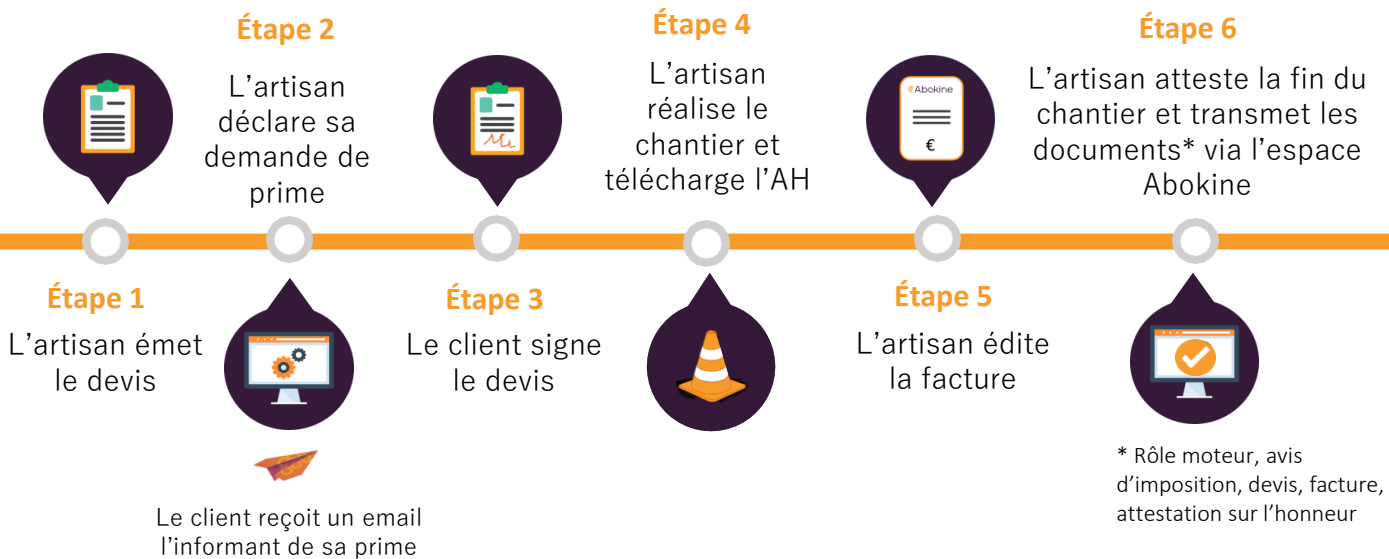 Étape 1
L’artisan émet
le devis
Étape 2
L’artisan
déclare sa
demande de
prime
Le client reçoit un email
l’informant de sa prime
Étape 3
Le client signe
le devis
Étape 4
L’artisan
réalise le
chantier et
télécharge l’AH
Abokine
€
Étape 5
L’artisan édite
la facture
Étape 6
L’artisan atteste la fin du
chantier et transmet les
documents* via l’espace
Abokine
* Rôle moteur, avis
d’imposition, devis, facture,
attestation sur l’honneur